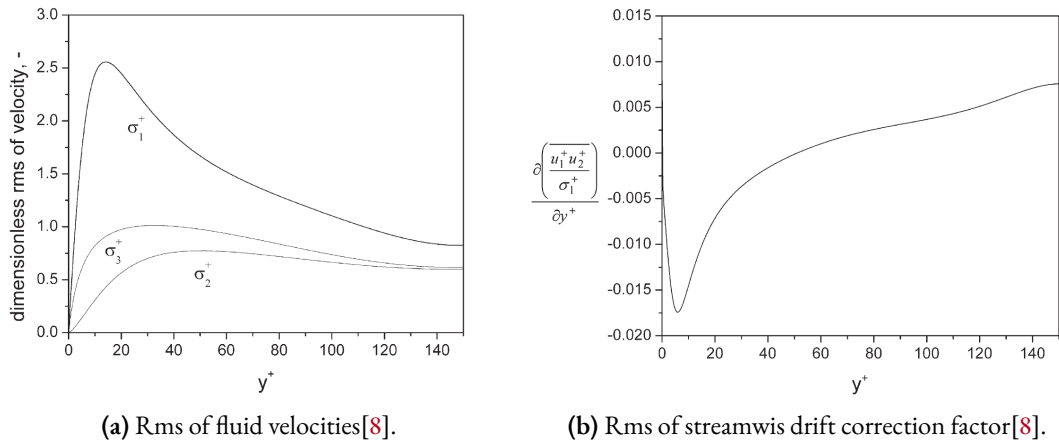 3.0
2.5
2.0
1.5
1.0
0.5
0.0
dimensionless rms of velocity, -
σ₁⁺
σ₃⁺
σ₂⁺
0 20 40 60 80 100 120 140
y⁺
(a) Rms of fluid velocities[8].
0.015
0.010
0.005
0.000
-0.005
-0.010
-0.015
-0.020
∂(u₁⁺u₂⁺/σ₁⁺)
∂y⁺
0 20 40 60 80 100 120 140
y⁺
(b) Rms of streamwis drift correction factor[8].